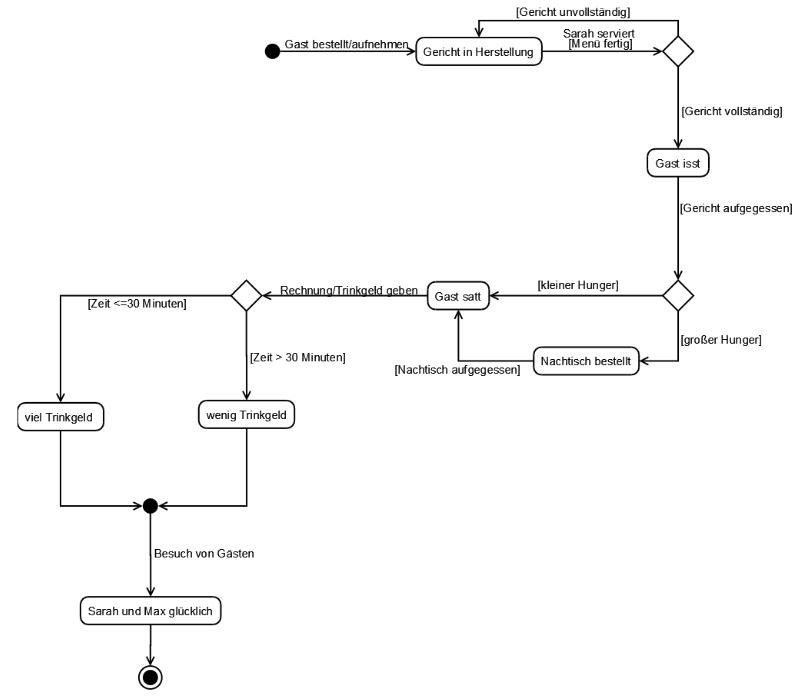 [Gericht unvollständig]
Gast bestellt/aufnehmen
Gericht in Herstellung
Sarah serviert
[Menü fertig]
[Gericht vollständig]
Gast isst
[Gericht aufgegessen]
[kleiner Hunger]
Gast satt
Rechnung/Trinkgeld geben
[Zeit <=30 Minuten]
[großer Hunger]
[Zeit > 30 Minuten]
Nachtisch bestellt
[Nachtisch aufgegessen]
viel Trinkgeld
wenig Trinkgeld
Besuch von Gästen
Sarah und Max glücklich